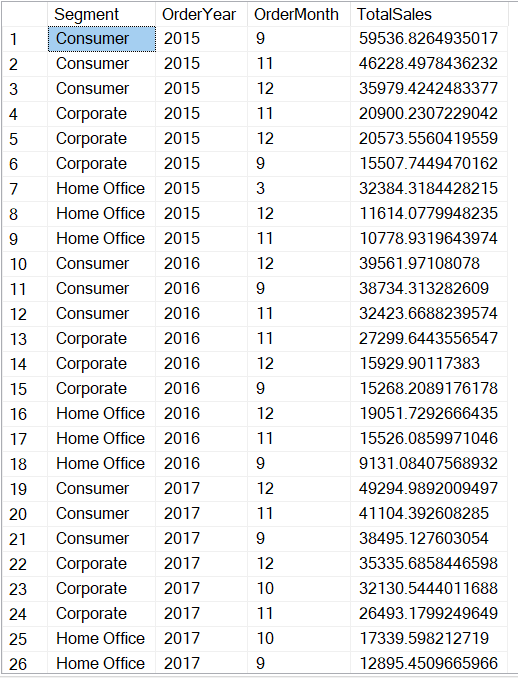 Segment OrderYear OrderMonth TotalSales
1 Consumer 2015 9 59536.8264935017
2 Consumer 2015 11 46228.4978436232
3 Consumer 2015 12 35979.4242483377
4 Corporate 2015 11 20900.2307229042
5 Corporate 2015 12 20573.5560419559
6 Corporate 2015 9 15507.7449470162
7 Home Office 2015 3 32384.3184428215
8 Home Office 2015 12 11614.0779948235
9 Home Office 2015 11 10778.9319643974
10 Consumer 2016 12 39561.97108078
11 Consumer 2016 9 38734.313282609
12 Consumer 2016 11 32423.6688239574
13 Corporate 2016 11 27299.6443556547
14 Corporate 2016 12 15929.90117383
15 Corporate 2016 9 15268.2089176178
16 Home Office 2016 12 19051.7292666435
17 Home Office 2016 11 15526.0859971046
18 Home Office 2016 9 9131.08407568932
19 Consumer 2017 12 49294.9892009497
20 Consumer 2017 11 41104.392608285
21 Consumer 2017 9 38495.127603054
22 Corporate 2017 12 35335.6858446598
23 Corporate 2017 10 32130.5444011688
24 Corporate 2017 11 26493.1799249649
25 Home Office 2017 10 17339.598212719
26 Home Office 2017 9 12895.4509665966